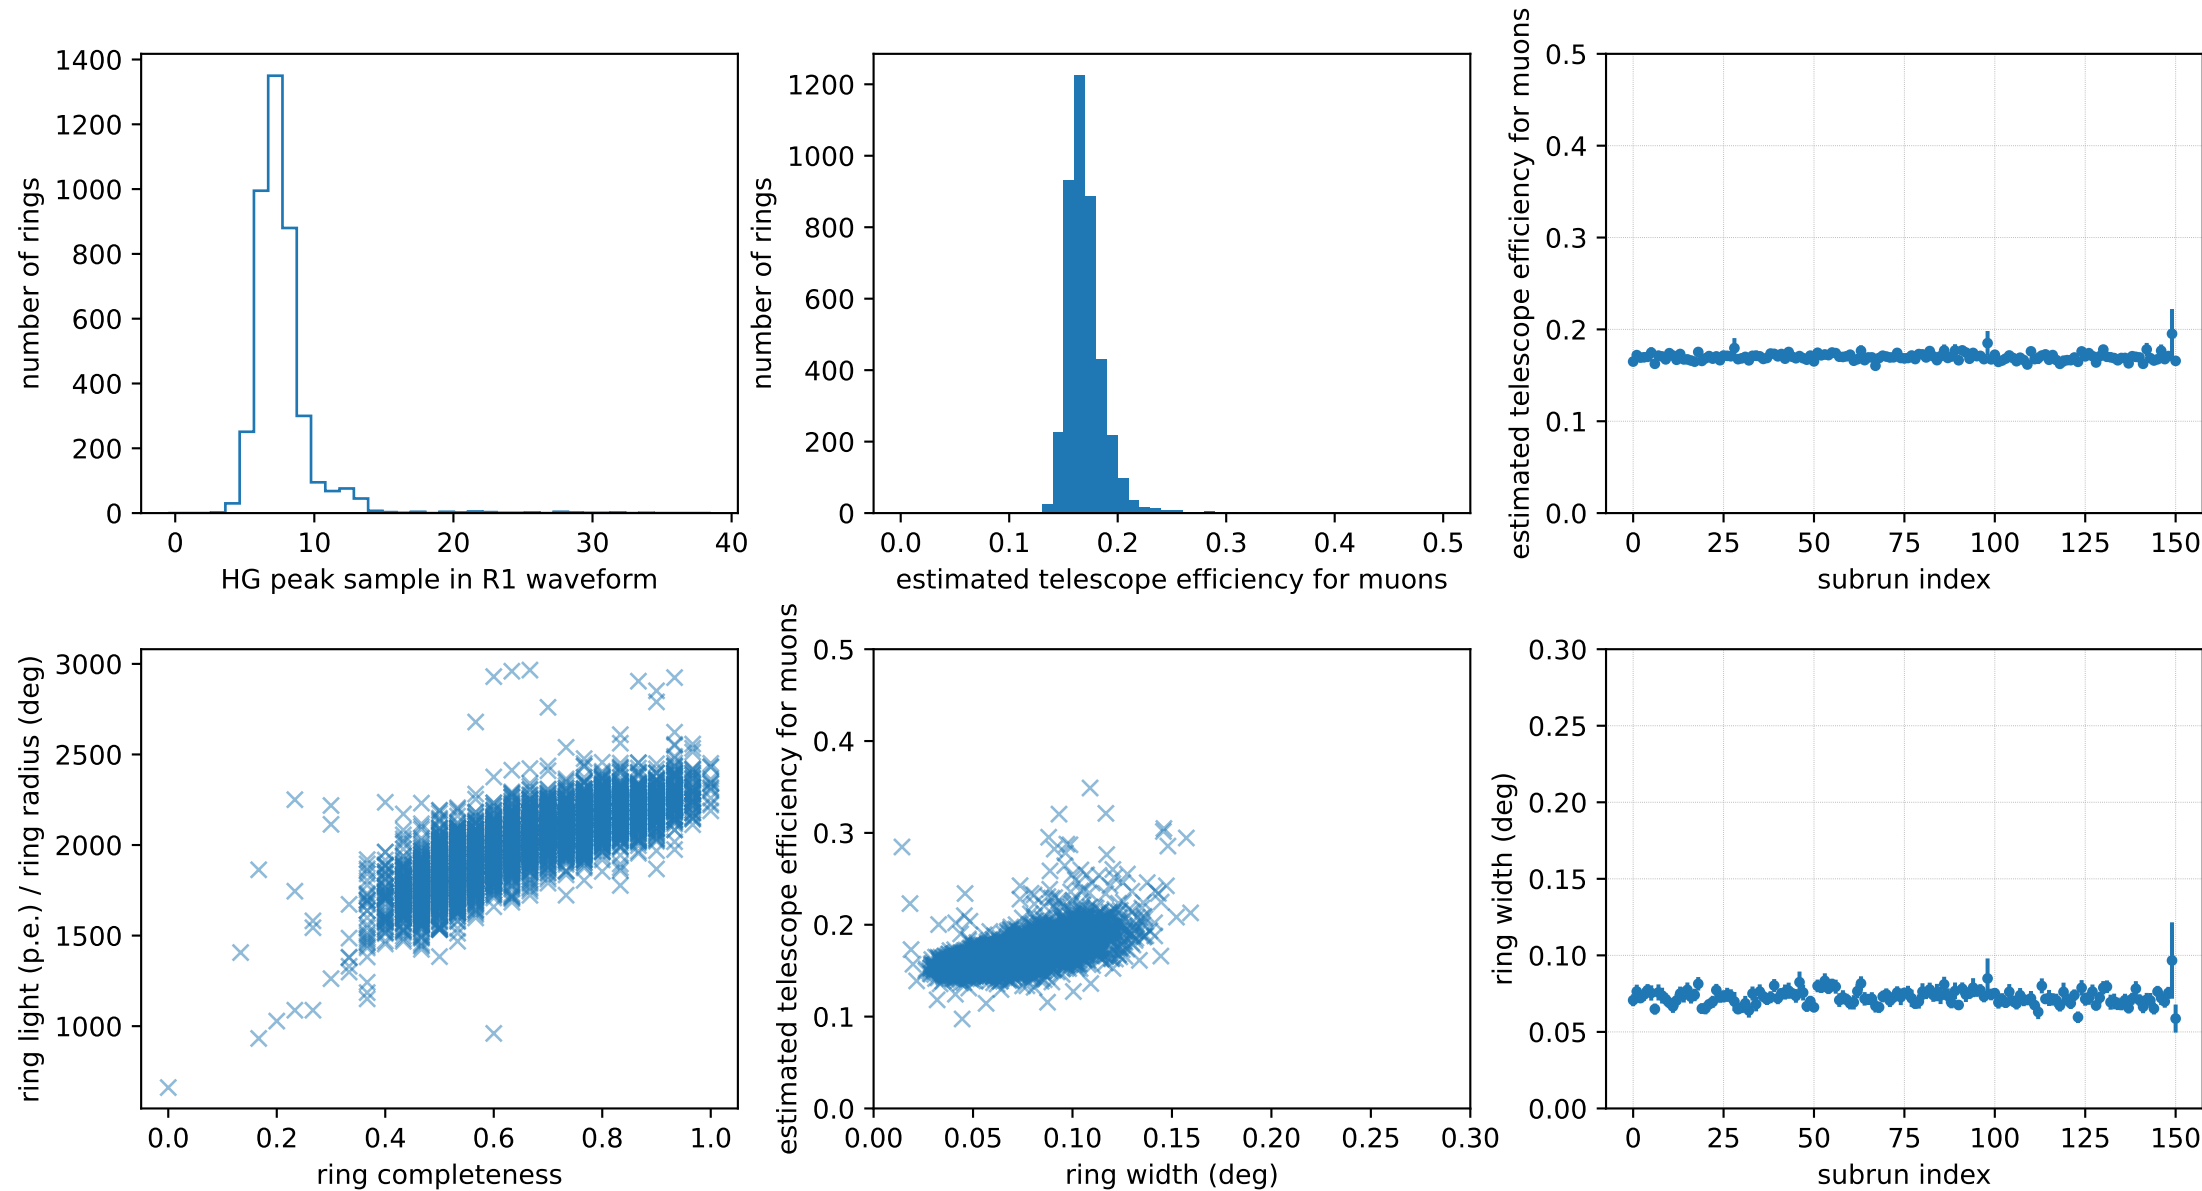 1400
1200
1000
800
600
400
200
0
number of rings
0 10 20 30 40
HG peak sample in R1 waveform
1200
1000
800
600
400
200
0
number of rings
0.0 0.1 0.2 0.3 0.4 0.5
estimated telescope efficiency for muons
0.5
0.4
0.3
0.2
0.1
0.0
estimated telescope efficiency for muons
0 25 50 75 100 125 150
subrun index
3000
2500
2000
1500
1000
ring light (p.e.) / ring radius (deg)
0.0 0.2 0.4 0.6 0.8 1.0
ring completeness
0.5
0.4
0.3
0.2
0.1
0.0
estimated telescope efficiency for muons
0.00 0.05 0.10 0.15 0.20 0.25 0.30
ring width (deg)
0.30
0.25
0.20
0.15
0.10
0.05
0.00
ring width (deg)
0 25 50 75 100 125 150
subrun index